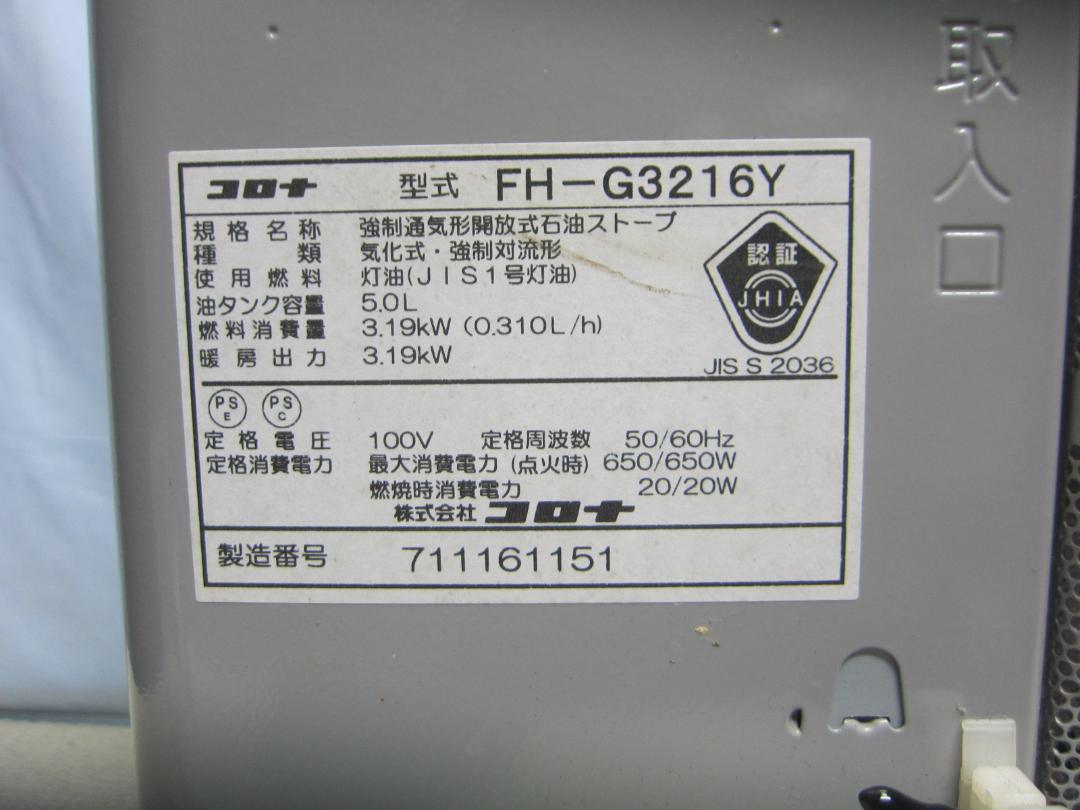 取入口
コロナ 型式 FH-G3216Y
規格名称 強制通気形開放式石油ストーブ
種類 気化式・強制対流形
使用燃料 灯油(JIS1号灯油)
油タンク容量 5.0L
燃料消費量 3.19kW (0.310L/h)
暖房出力 3.19kW
認証
JHIA
JIS S 2036
PS E PS C
定格電圧 100V 定格周波数 50/60Hz
定格消費電力 最大消費電力 (点火時) 650/650W
燃焼時消費電力 20/20W
株式会社 コロナ
製造番号 711161151